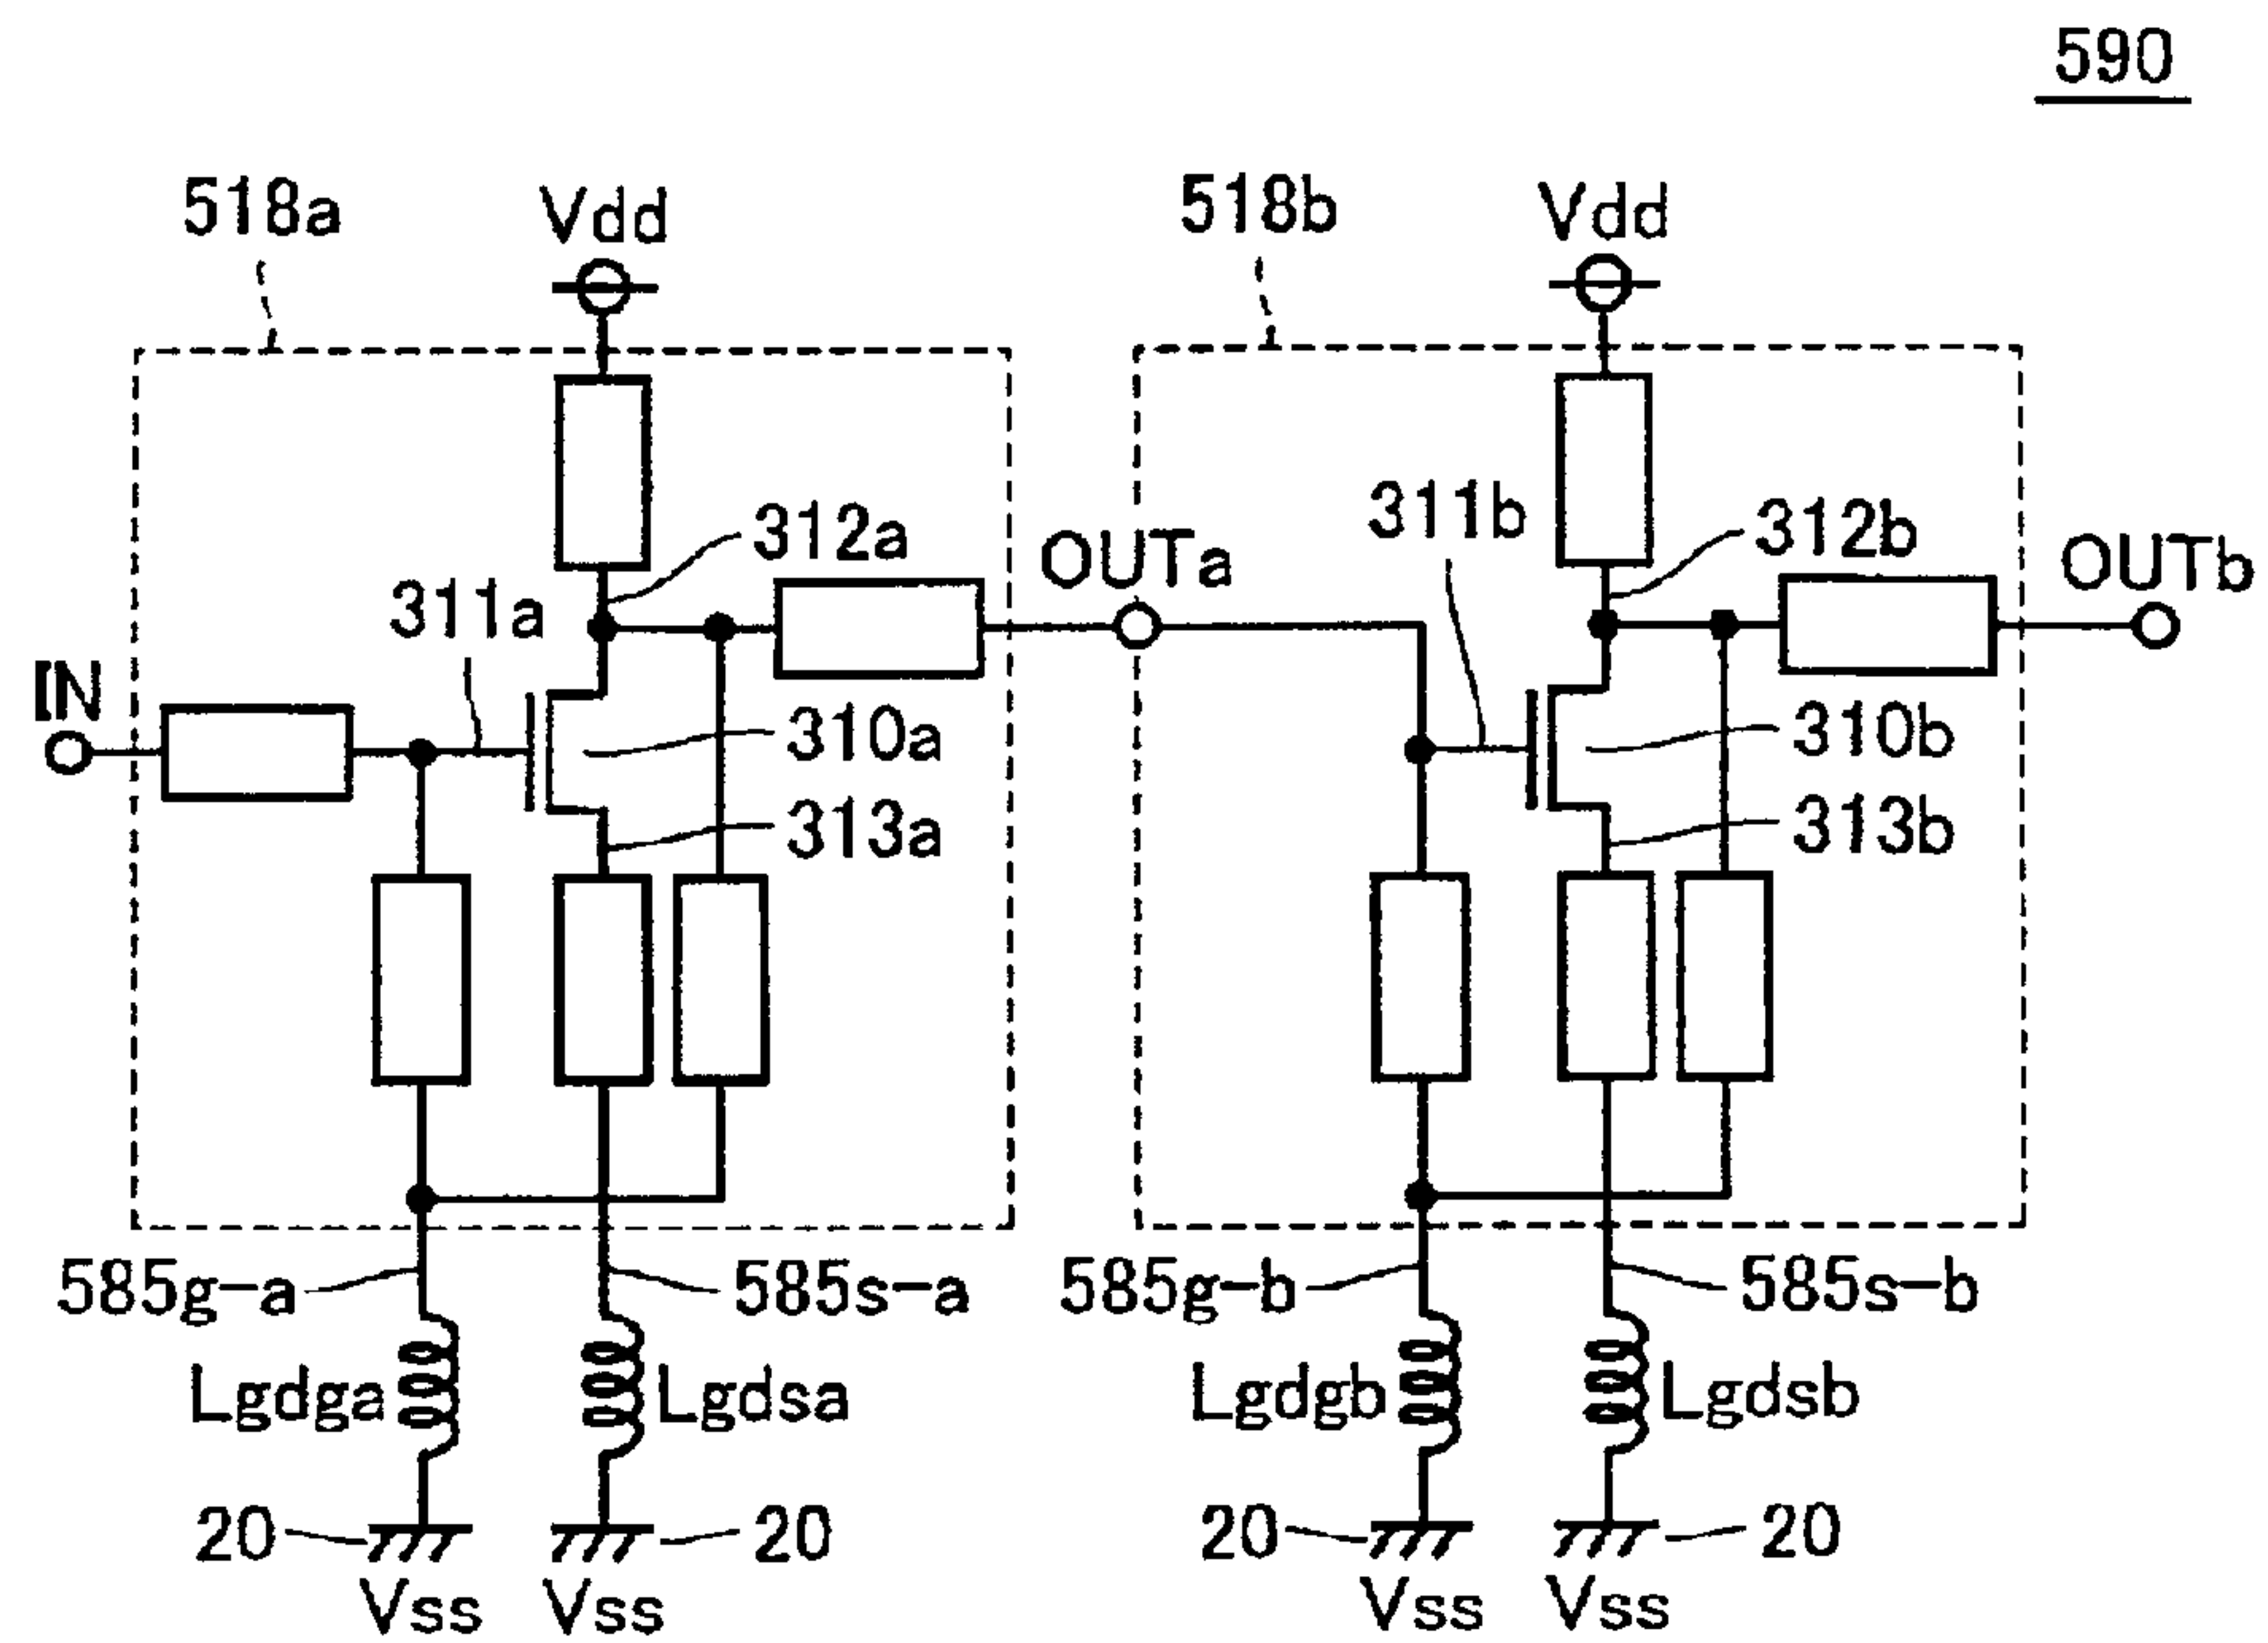 590
518a
Vdd
518b
Vdd
312a
311b
312b
OUTa
OUTb
311a
IN
310a
310b
313a
313b
585g-a
585s-a
585g-b
585s-b
Lgdga
Lgdsa
Lgdgb
Lgdsb
20
20
20
20
Vss
Vss
Vss
Vss